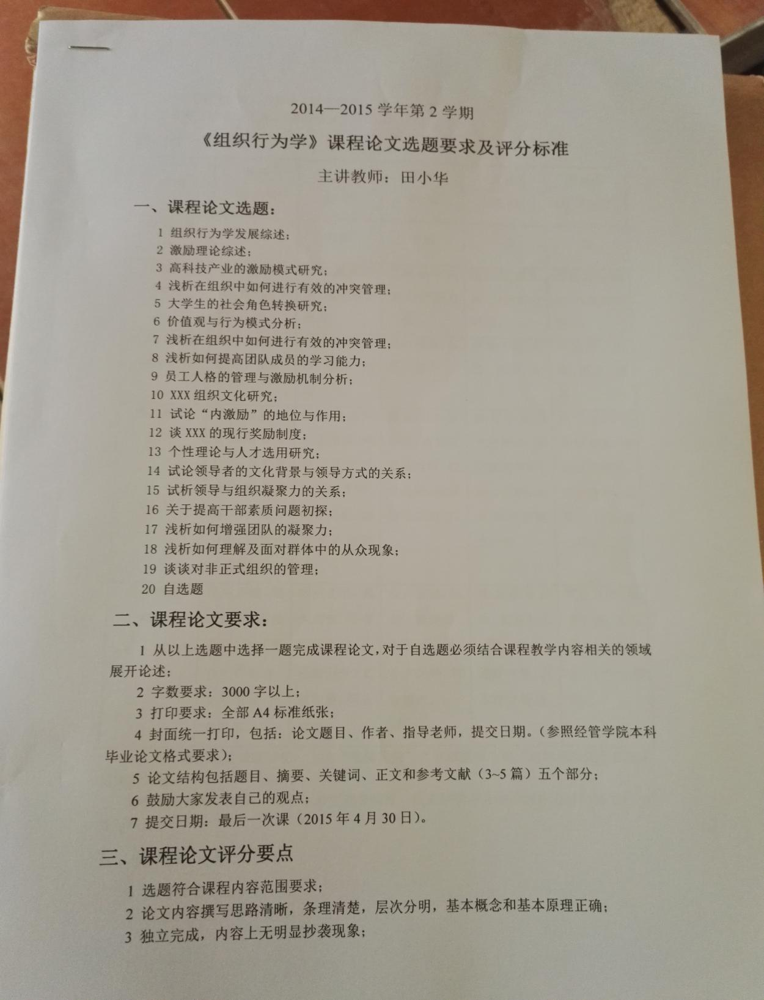 2014—2015 学年第 2 学期
《组织行为学》课程论文选题要求及评分标准
主讲教师：田小华
一、课程论文选题：
1 组织行为学发展综述；
2 激励理论综述；
3 高科技产业的激励模式研究；
4 浅析在组织中如何进行有效的冲突管理；
5 大学生的社会角色转换研究；
6 价值观与行为模式分析；
7 浅析在组织中如何进行有效的冲突管理；
8 浅析如何提高团队成员的学习能力；
9 员工人格的管理与激励机制分析；
10 XXX 组织文化研究；
11 试论“内激励”的地位与作用；
12 谈 XXX 的现行奖励制度；
13 个性理论与人才选用研究；
14 试论领导者的文化背景与领导方式的关系；
15 试析领导与组织凝聚力的关系；
16 关于提高干部素质问题初探；
17 浅析如何增强团队的凝聚力；
18 浅析如何理解及面对群体中的从众现象；
19 谈谈对非正式组织的管理；
20 自选题
二、课程论文要求：
1 从以上选题中选择一题完成课程论文，对于自选题必须结合课程教学内容相关的领域
展开论述；
2 字数要求：3000 字以上；
3 打印要求：全部 A4 标准纸张；
4 封面统一打印，包括：论文题目、作者、指导老师，提交日期。（参照经管学院本科
毕业论文格式要求）；
5 论文结构包括题目、摘要、关键词、正文和参考文献（3~5 篇）五个部分；
6 鼓励大家发表自己的观点；
7 提交日期：最后一次课（2015 年 4 月 30 日）。
三、课程论文评分要点
1 选题符合课程内容范围要求；
2 论文内容撰写思路清晰，条理清楚，层次分明，基本概念和基本原理正确；
3 独立完成，内容上无明显抄袭现象；